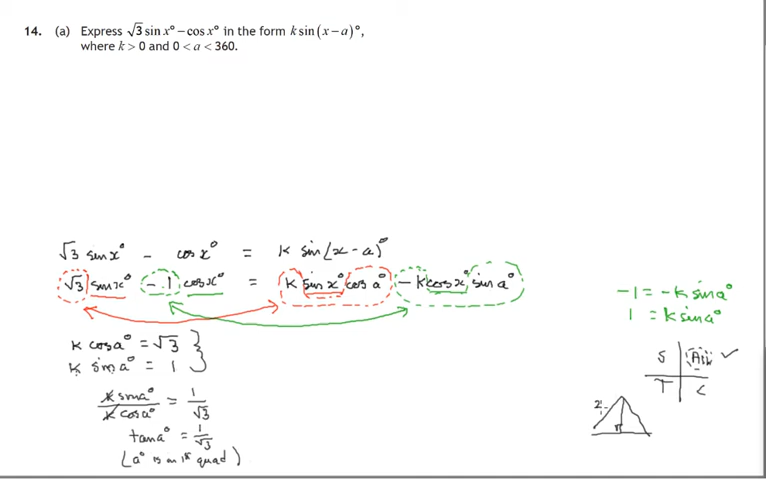 14. (a) Express √3 sin x° – cos x° in the form k sin(x – a)°,
where k > 0 and 0 < a < 360.
√3 sin x° - cos x° = k sin(x - a)°
√3 sin x° - 1 cos x° = k sin x° cos a° - k cos x° sin a°
-1 = -k sin a°
1 = k sin a°
k cos a° = √3
k sin a° = 1
S All ✓
T C
k sin a° / k cos a° = 1/√3
2
tan a° = 1/√3
(a° is in 1st quad)